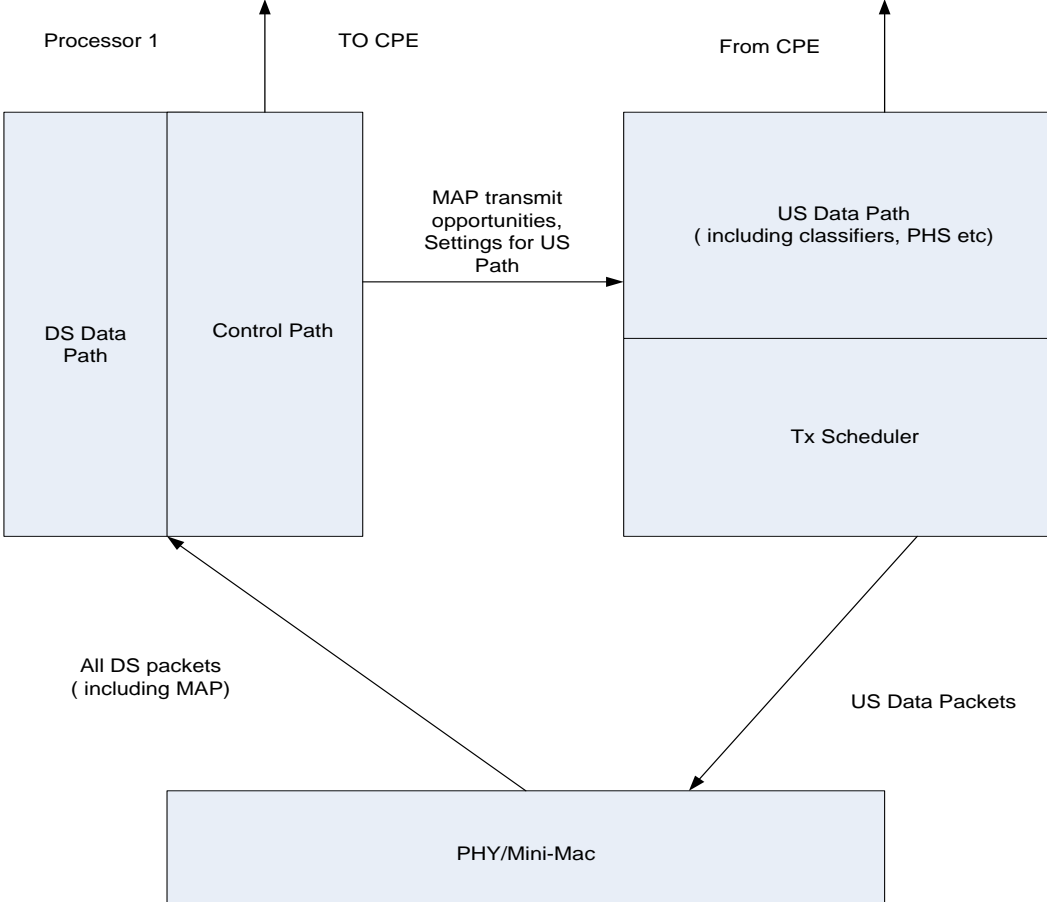 Processor 1
TO CPE
From CPE
MAP transmit
opportunities,
Settings for US
Path
US Data Path
( including classifiers, PHS etc)
DS Data
Path
Control Path
Tx Scheduler
All DS packets
( including MAP)
US Data Packets
PHY/Mini-Mac